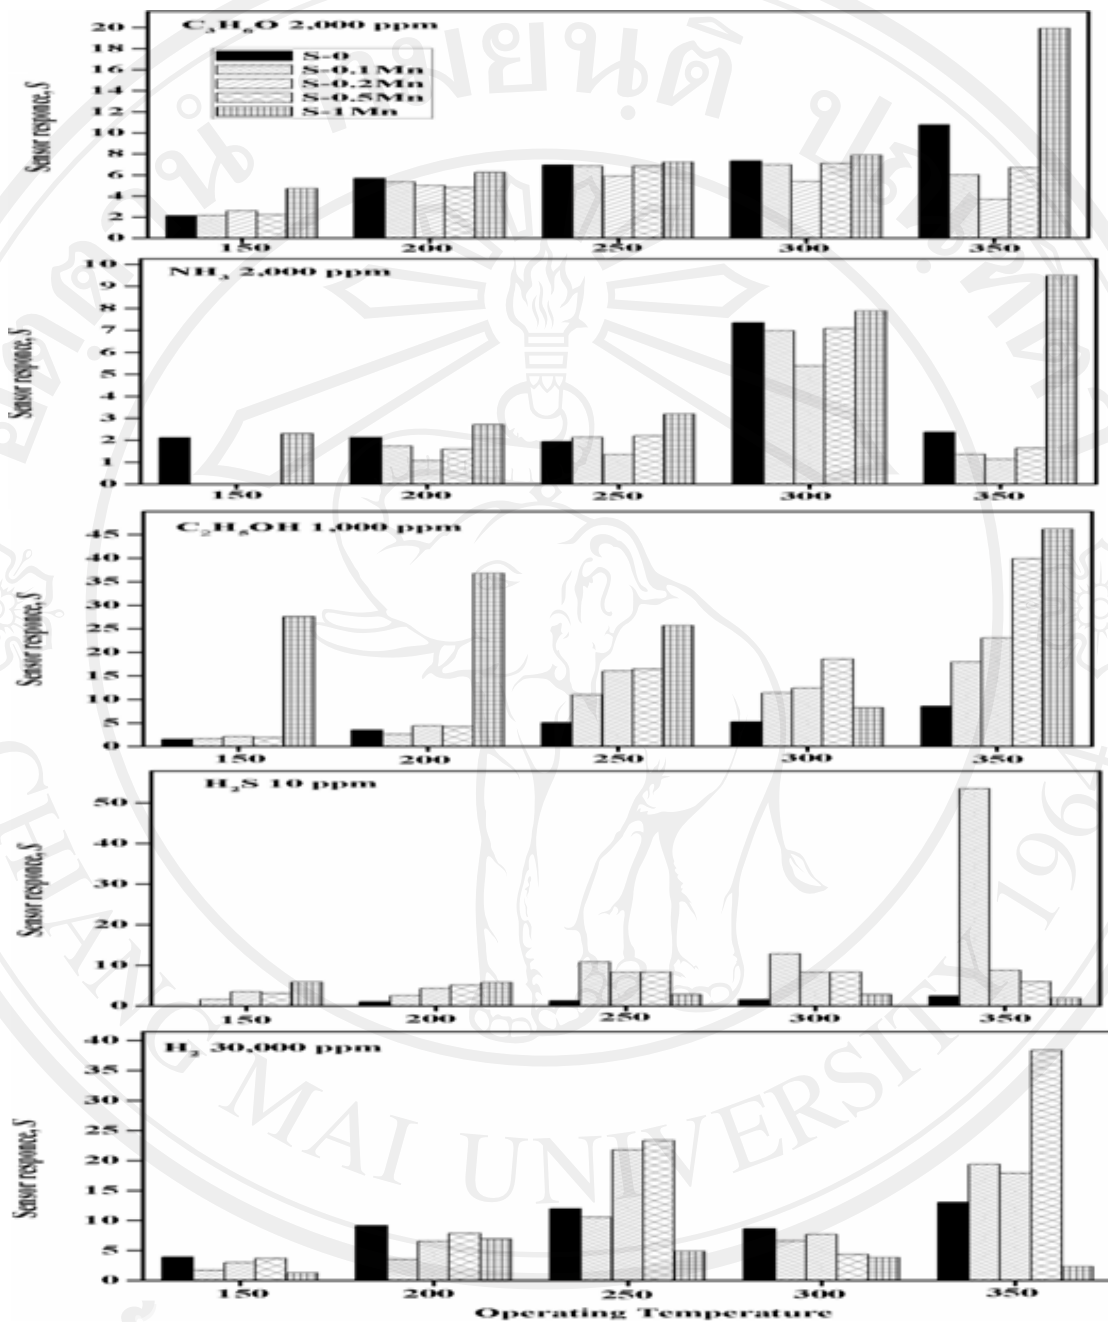 C₃H₆O 2,000 ppm
S-0
S-0.1Mn
S-0.2Mn
S-0.5Mn
S-1Mn
Sensor responce, S
20
18
16
14
12
10
8
6
4
2
0
150 200 250 300 350
NH₃ 2,000 ppm
Sensor responce, S
10
9
8
7
6
5
4
3
2
1
0
150 200 250 300 350
C₂H₅OH 1,000 ppm
Sensor responce, S
45
40
35
30
25
20
15
10
5
0
150 200 250 300 350
H₂S 10 ppm
Sensor responce, S
50
40
30
20
10
0
150 200 250 300 350
H₂ 30,000 ppm
Sensor responce, S
40
35
30
25
20
15
10
5
0
150 200 250 300 350
Operating Temperature
CHIANG MAI UNIVERSITY 1964